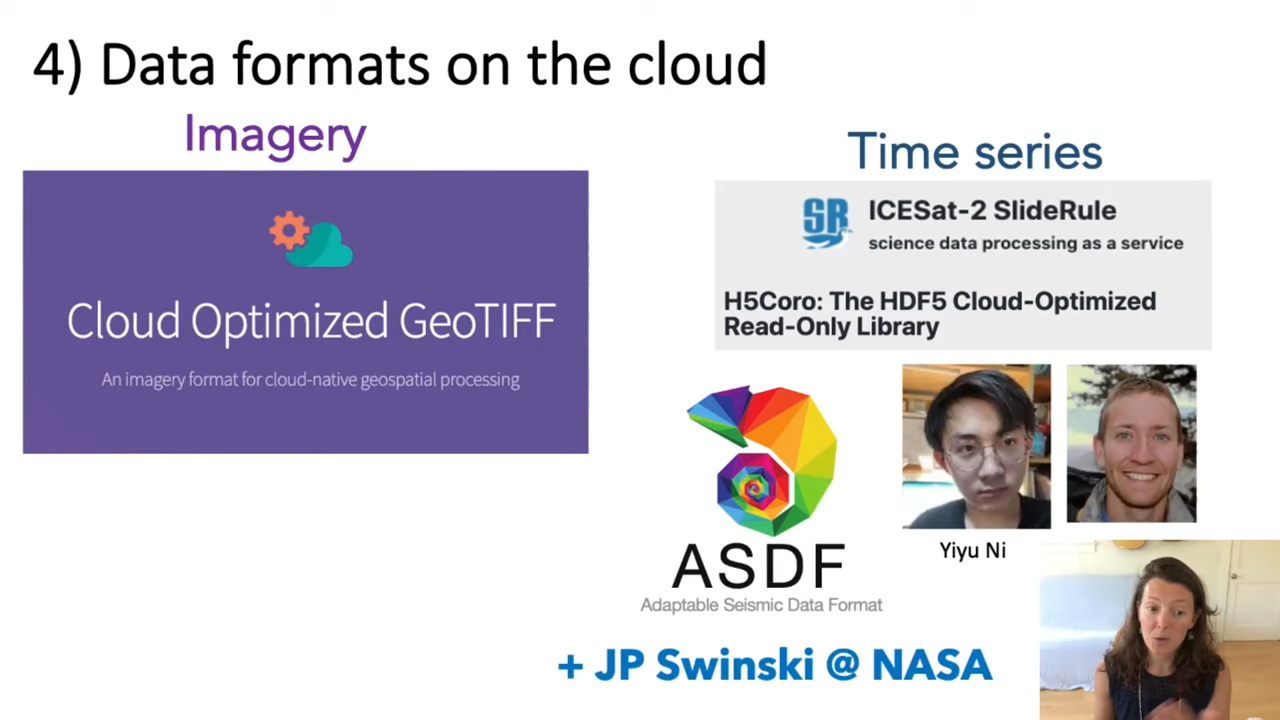 4) Data formats on the cloud
Imagery
Cloud Optimized GeoTIFF
An imagery format for cloud-native geospatial processing
Time series
SR
ICESat-2 SlideRule
science data processing as a service
H5Coro: The HDF5 Cloud-Optimized
Read-Only Library
ASDF
Adaptable Seismic Data Format
Yiyu Ni
+ JP Swinski @ NASA